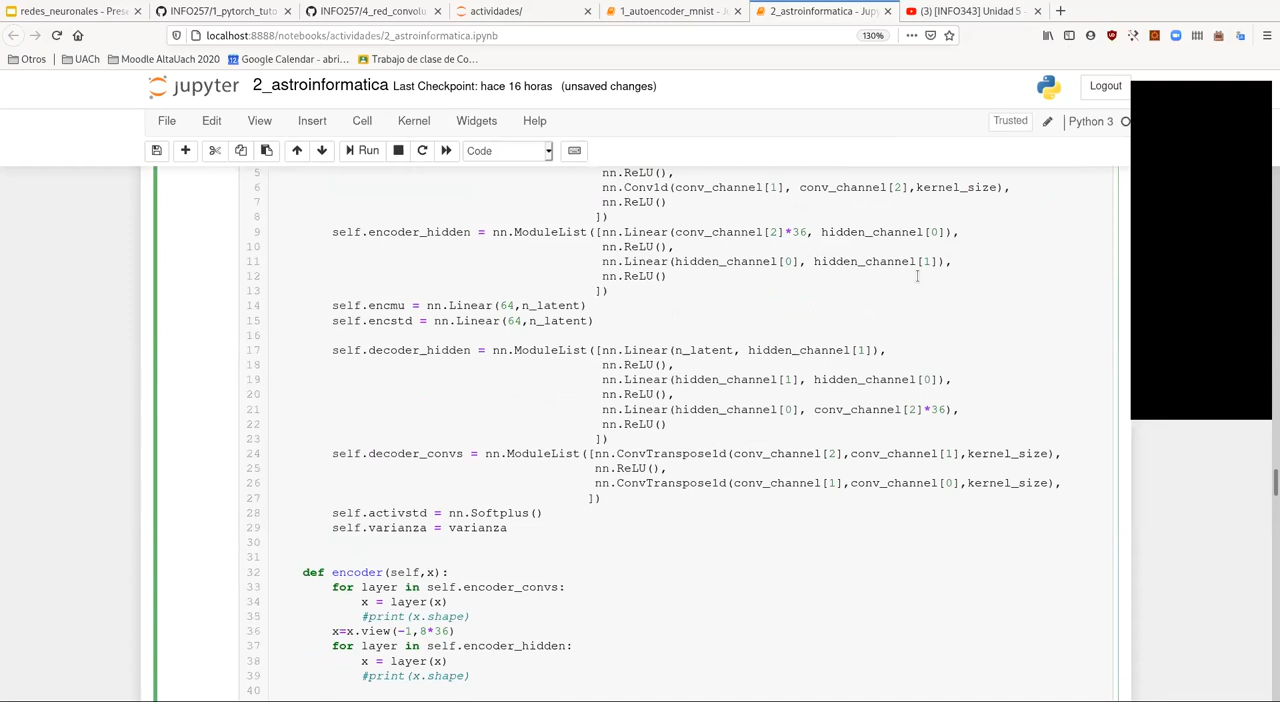 redes_neuronales - Prese
INFO257/1_pytorch_tuto
INFO257/4_red_convolu
actividades/
1_autoencoder_mnist - Ju
2_astroinformatica - Jup
(3) [INFO343] Unidad 5 -
localhost:8888/notebooks/actividades/2_astroinformatica.ipynb
130%
Otros
UACh
Moodle AltaUach 2020
Google Calendar - abri...
Trabajo de clase de Co...
jupyter 2_astroinformatica Last Checkpoint: hace 16 horas (unsaved changes)
Logout
File Edit View Insert Cell Kernel Widgets Help
Trusted
Python 3
Run
Code
5 nn.ReLU(),
6 nn.Conv1d(conv_channel[1], conv_channel[2],kernel_size),
7 nn.ReLU()
8 ])
9 self.encoder_hidden = nn.ModuleList([nn.Linear(conv_channel[2]*36, hidden_channel[0]),
10 nn.ReLU(),
11 nn.Linear(hidden_channel[0], hidden_channel[1]),
12 nn.ReLU()
13 ])
14 self.encmu = nn.Linear(64,n_latent)
15 self.encstd = nn.Linear(64,n_latent)
16
17 self.decoder_hidden = nn.ModuleList([nn.Linear(n_latent, hidden_channel[1]),
18 nn.ReLU(),
19 nn.Linear(hidden_channel[1], hidden_channel[0]),
20 nn.ReLU(),
21 nn.Linear(hidden_channel[0], conv_channel[2]*36),
22 nn.ReLU()
23 ])
24 self.decoder_convs = nn.ModuleList([nn.ConvTranspose1d(conv_channel[2],conv_channel[1],kernel_size),
25 nn.ReLU(),
26 nn.ConvTranspose1d(conv_channel[1],conv_channel[0],kernel_size),
27 ])
28 self.activstd = nn.Softplus()
29 self.varianza = varianza
30
31
32 def encoder(self,x):
33 for layer in self.encoder_convs:
34 x = layer(x)
35 #print(x.shape)
36 x=x.view(-1,8*36)
37 for layer in self.encoder_hidden:
38 x = layer(x)
39 #print(x.shape)
40